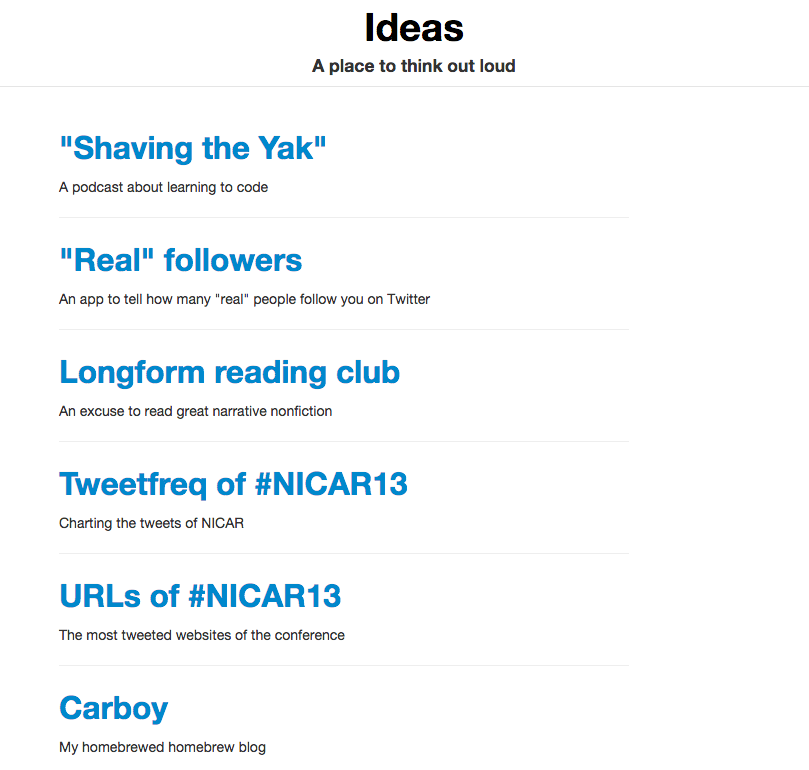 Ideas
A place to think out loud
"Shaving the Yak"
A podcast about learning to code
"Real" followers
An app to tell how many "real" people follow you on Twitter
Longform reading club
An excuse to read great narrative nonfiction
Tweetfreq of #NICAR13
Charting the tweets of NICAR
URLs of #NICAR13
The most tweeted websites of the conference
Carboy
My homebrewed homebrew blog